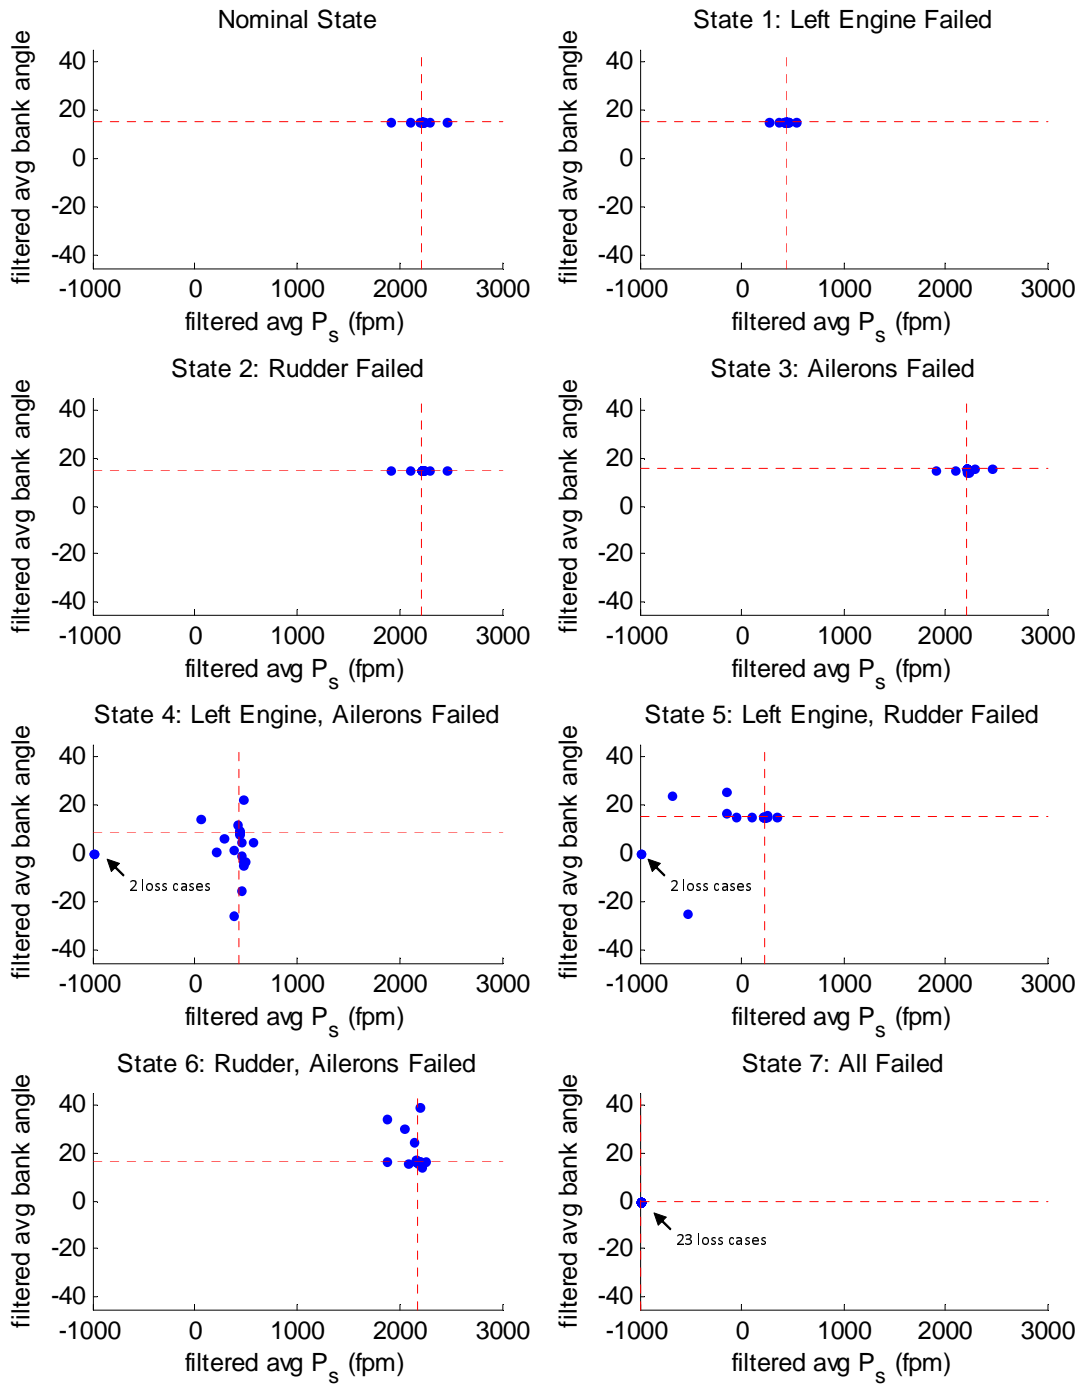 Nominal State
filtered avg bank angle
40
20
0
-20
-40
-1000 0 1000 2000 3000
filtered avg Ps (fpm)
State 1: Left Engine Failed
filtered avg bank angle
40
20
0
-20
-40
-1000 0 1000 2000 3000
filtered avg Ps (fpm)
State 2: Rudder Failed
filtered avg bank angle
40
20
0
-20
-40
-1000 0 1000 2000 3000
filtered avg Ps (fpm)
State 3: Ailerons Failed
filtered avg bank angle
40
20
0
-20
-40
-1000 0 1000 2000 3000
filtered avg Ps (fpm)
State 4: Left Engine, Ailerons Failed
filtered avg bank angle
40
20
0
-20
-40
2 loss cases
-1000 0 1000 2000 3000
filtered avg Ps (fpm)
State 5: Left Engine, Rudder Failed
filtered avg bank angle
40
20
0
-20
-40
2 loss cases
-1000 0 1000 2000 3000
filtered avg Ps (fpm)
State 6: Rudder, Ailerons Failed
filtered avg bank angle
40
20
0
-20
-40
-1000 0 1000 2000 3000
filtered avg Ps (fpm)
State 7: All Failed
filtered avg bank angle
40
20
0
-20
-40
23 loss cases
-1000 0 1000 2000 3000
filtered avg Ps (fpm)